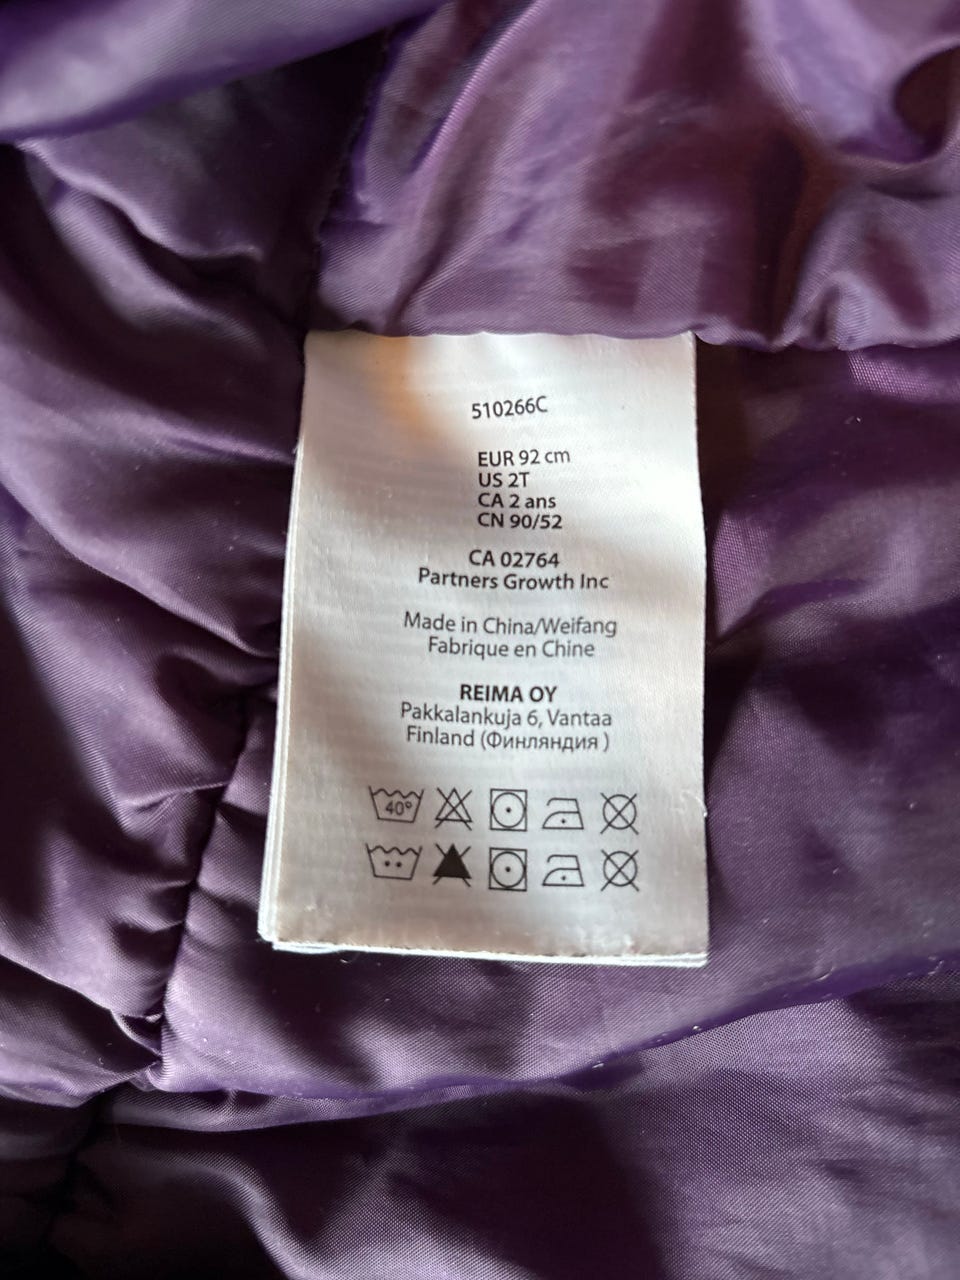 510266C
EUR 92 cm
US 2T
CA 2 ans
CN 90/52
CA 02764
Partners Growth Inc
Made in China/Weifang
Fabrique en Chine
REIMA OY
Pakkalankuja 6, Vantaa
Finland (Финляндия )
40°